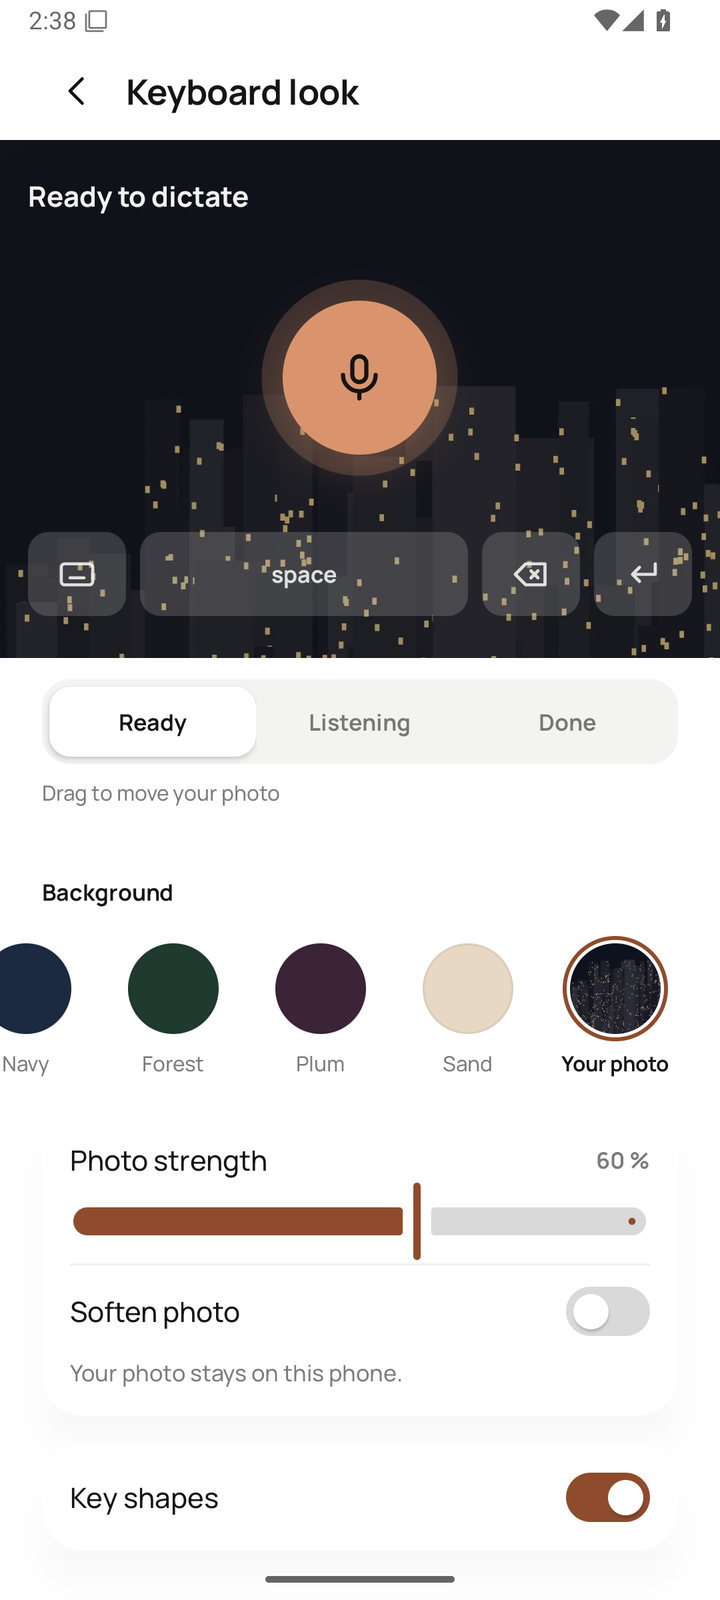 2:38
Keyboard look
Ready to dictate
space
Ready
Listening
Done
Drag to move your photo
Background
Navy
Forest
Plum
Sand
Your photo
Photo strength
60 %
Soften photo
Your photo stays on this phone.
Key shapes